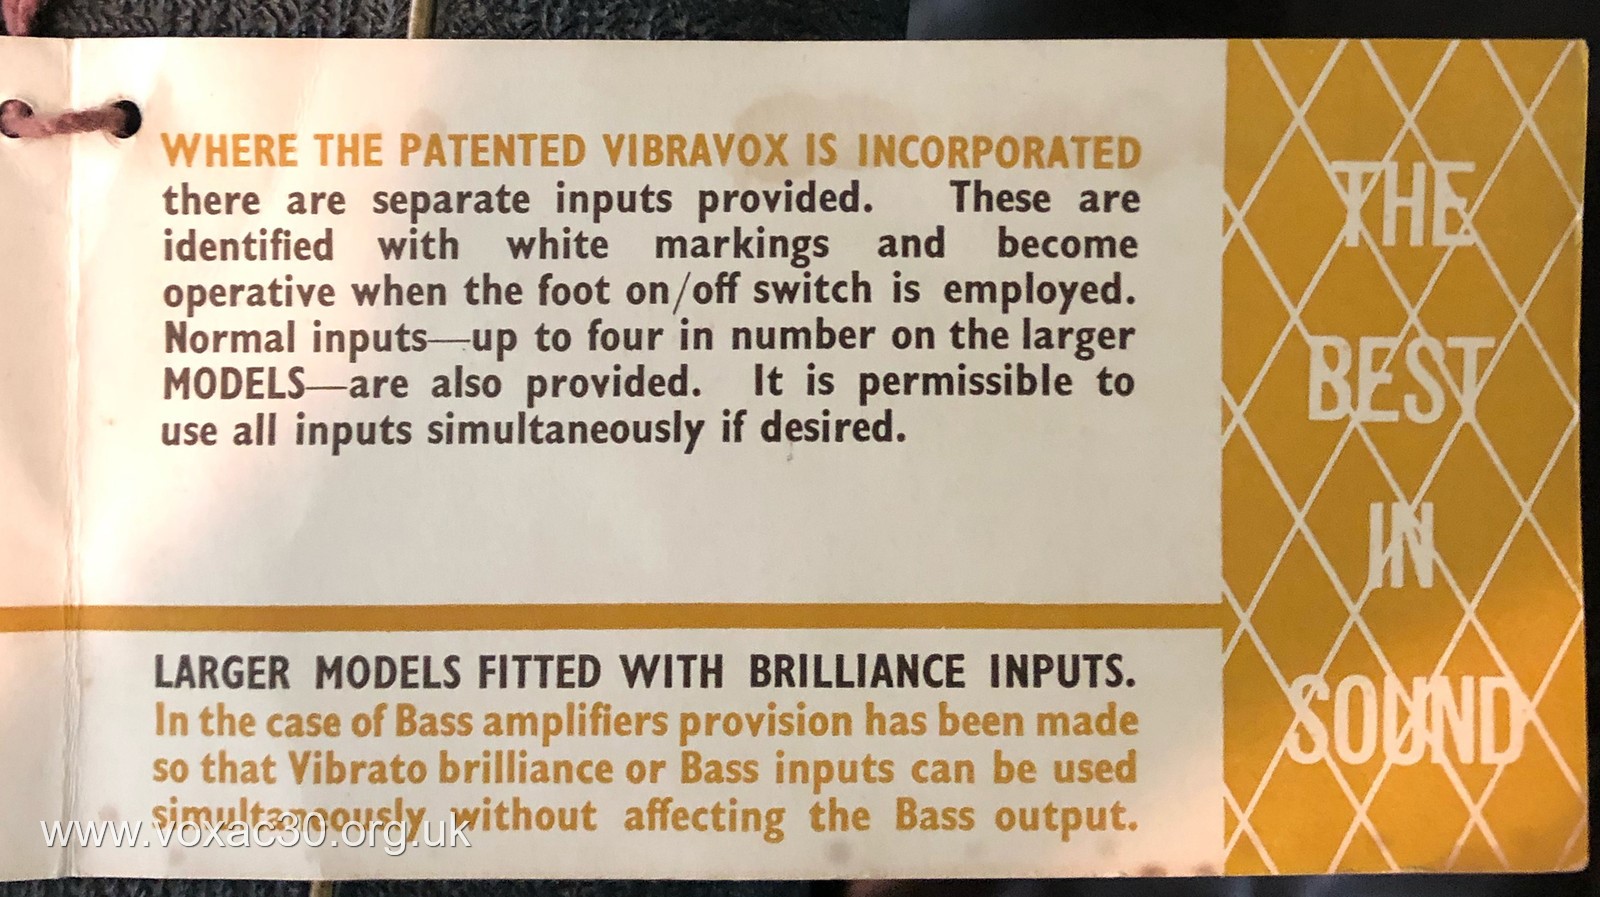 WHERE THE PATENTED VIBRAVOX IS INCORPORATED
there are separate inputs provided. These are
identified with white markings and become
operative when the foot on/off switch is employed.
Normal inputs—up to four in number on the larger
MODELS—are also provided. It is permissible to
use all inputs simultaneously if desired.
LARGER MODELS FITTED WITH BRILLIANCE INPUTS.
In the case of Bass amplifiers provision has been made
so that Vibrato brilliance or Bass inputs can be used
simultaneously without affecting the Bass output.
THE
BEST
IN
SOUND
www.voxac30.org.uk